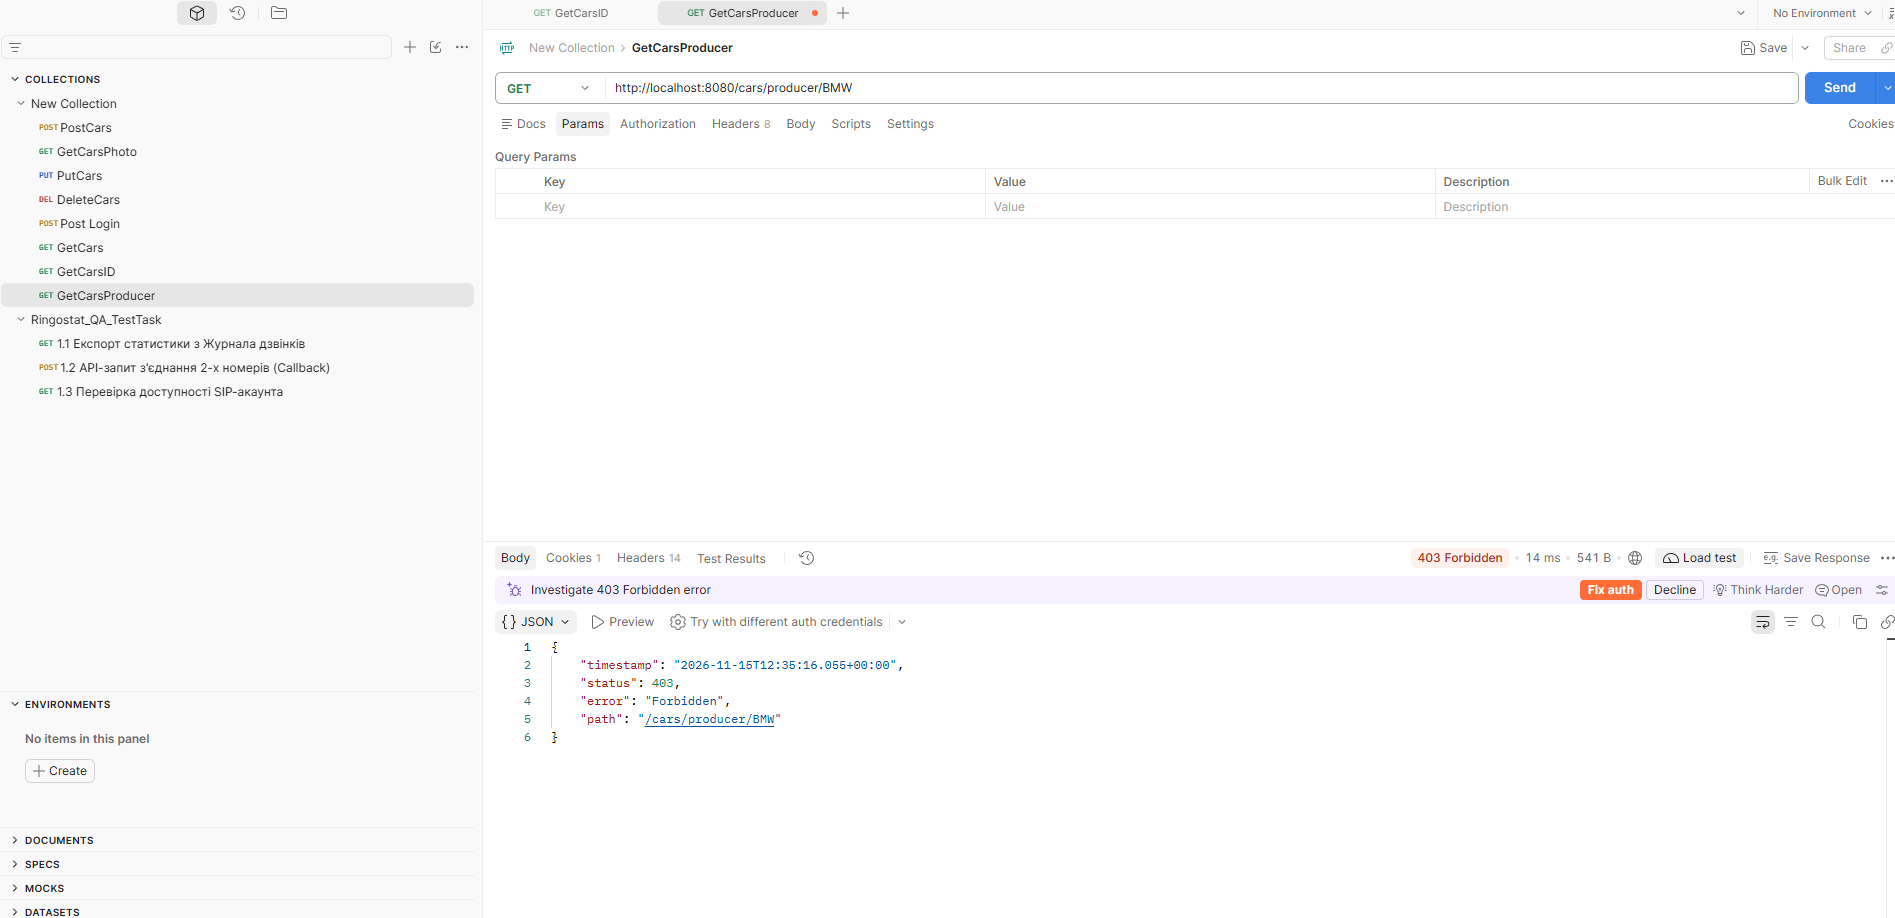 GET GetCarsID
GET GetCarsProducer
No Environment
COLLECTIONS
New Collection
POST PostCars
GET GetCarsPhoto
PUT PutCars
DEL DeleteCars
POST Post Login
GET GetCars
GET GetCarsID
GET GetCarsProducer
Ringostat_QA_TestTask
GET 1.1 Експорт статистики з Журнала дзвінків
POST 1.2 АРІ-запит з'єднання 2-х номерів (Callback)
GET 1.3 Перевірка доступності SIP-акаунта
ENVIRONMENTS
No items in this panel
Create
DOCUMENTS
SPECS
MOCKS
DATASETS
HTTP New Collection > GetCarsProducer
Save
Share
GET http://localhost:8080/cars/producer/BMW
Send
Docs Params Authorization Headers 8 Body Scripts Settings
Cookies
Query Params
Key Value Description Bulk Edit
Key Value Description
Body Cookies 1 Headers 14 Test Results
403 Forbidden • 14 ms • 541 B
Load test
e.g. Save Response
Investigate 403 Forbidden error
Fix auth Decline Think Harder Open
{} JSON Preview Try with different auth credentials
1 {
2 "timestamp": "2026-11-15T12:35:16.055+00:00",
3 "status": 403,
4 "error": "Forbidden",
5 "path": "/cars/producer/BMW"
6 }